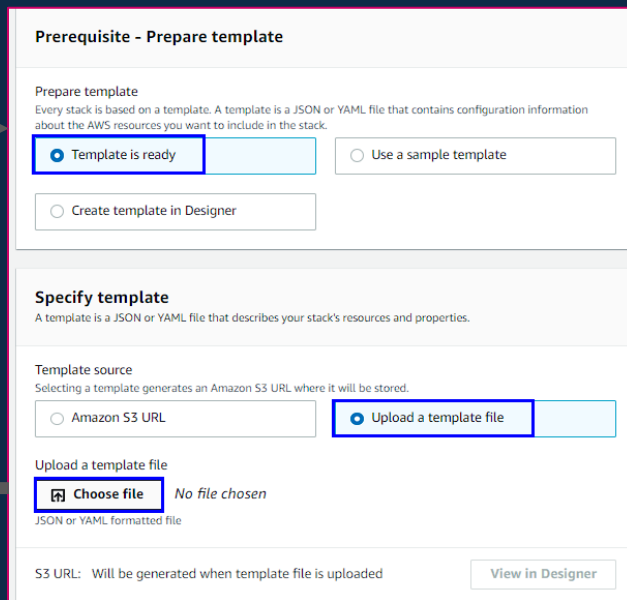 Prerequisite - Prepare template
Prepare template
Every stack is based on a template. A template is a JSON or YAML file that contains configuration information
about the AWS resources you want to include in the stack.
Template is ready
Use a sample template
Create template in Designer
Specify template
A template is a JSON or YAML file that describes your stack's resources and properties.
Template source
Selecting a template generates an Amazon S3 URL where it will be stored.
Amazon S3 URL
Upload a template file
Upload a template file
Choose file No file chosen
JSON or YAML formatted file
S3 URL: Will be generated when template file is uploaded
View in Designer